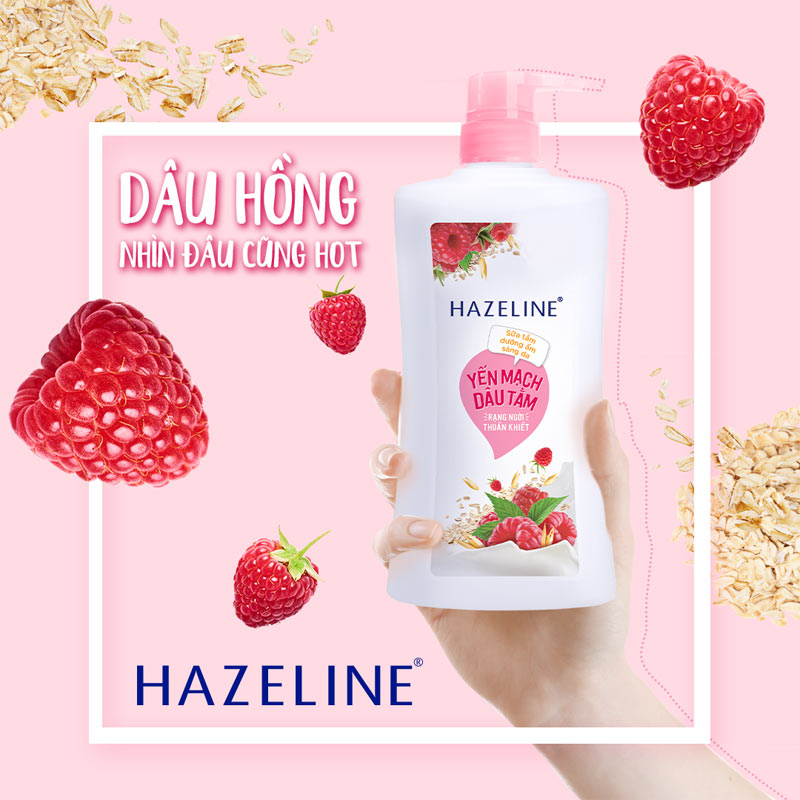 DÂU HỒNG
NHÌN ĐÂU CŨNG HOT
HAZELINE®
Sữa tắm
dưỡng ẩm
sáng da
YẾN MẠCH
DÂU TẰM
RẠNG NGỜI
THUẦN KHIẾT
HAZELINE®